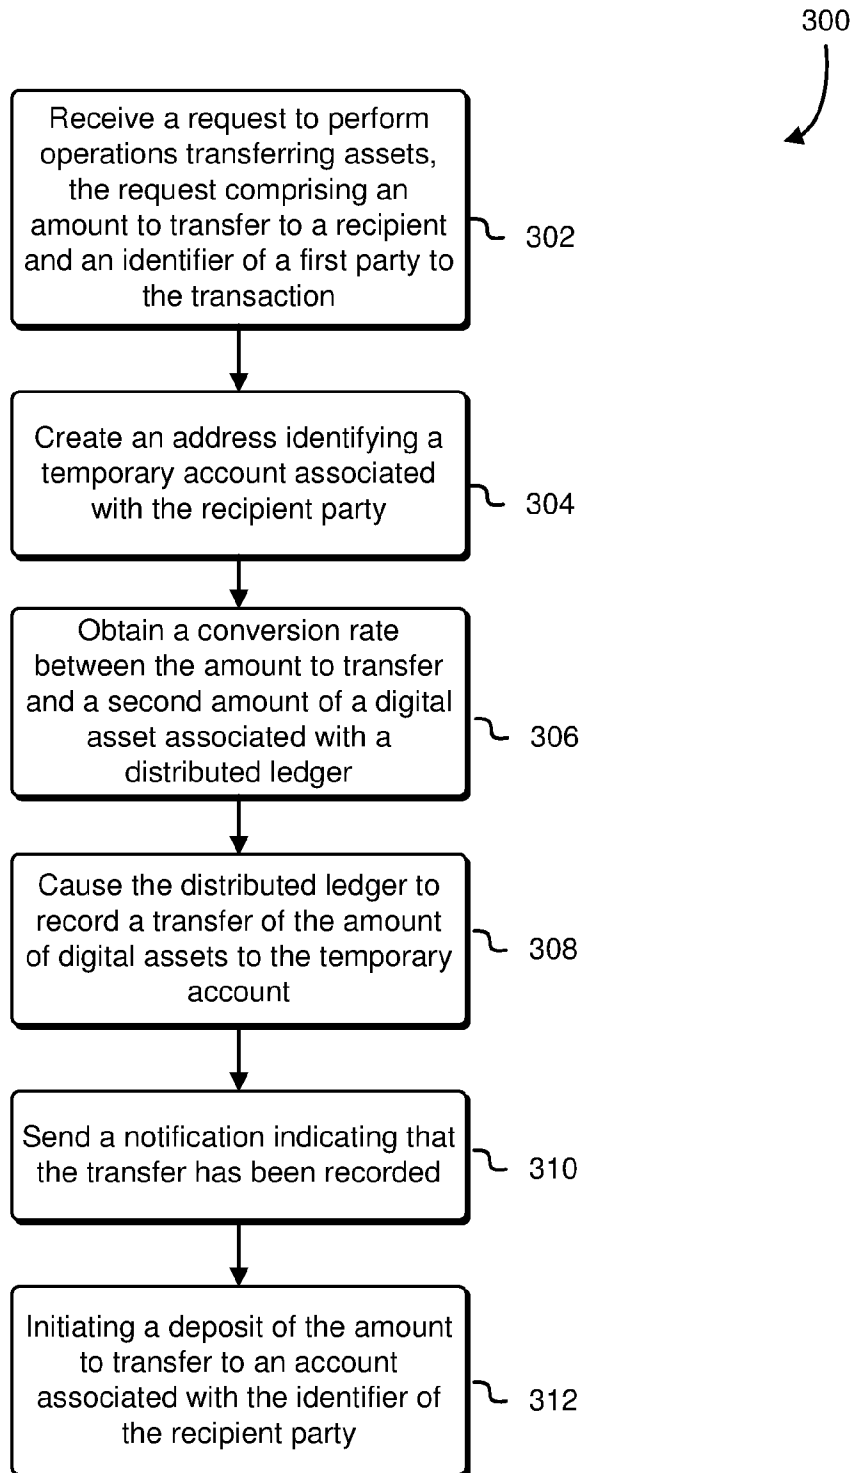 300
Receive a request to perform
operations transferring assets,
the request comprising an
amount to transfer to a recipient
and an identifier of a first party to
the transaction
302
Create an address identifying a
temporary account associated
with the recipient party
304
Obtain a conversion rate
between the amount to transfer
and a second amount of a digital
asset associated with a
distributed ledger
306
Cause the distributed ledger to
record a transfer of the amount
of digital assets to the temporary
account
308
Send a notification indicating that
the transfer has been recorded
310
Initiating a deposit of the amount
to transfer to an account
associated with the identifier of
the recipient party
312